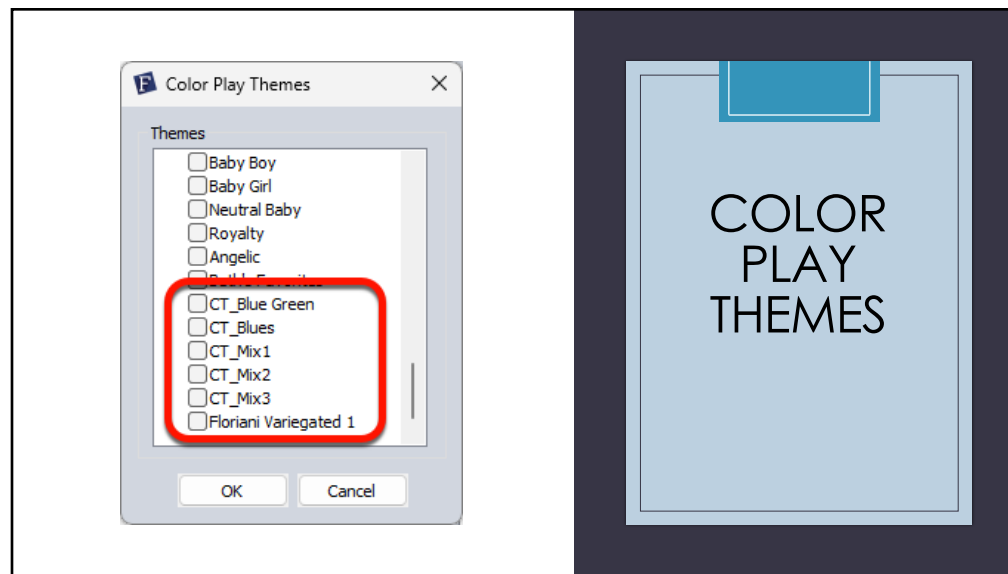 Color Play Themes
Themes
Baby Boy
Baby Girl
Neutral Baby
Royalty
Angelic
CT_Blue Green
CT_Blues
CT_Mix1
CT_Mix2
CT_Mix3
Floriani Variegated 1
OK Cancel
COLOR
PLAY
THEMES